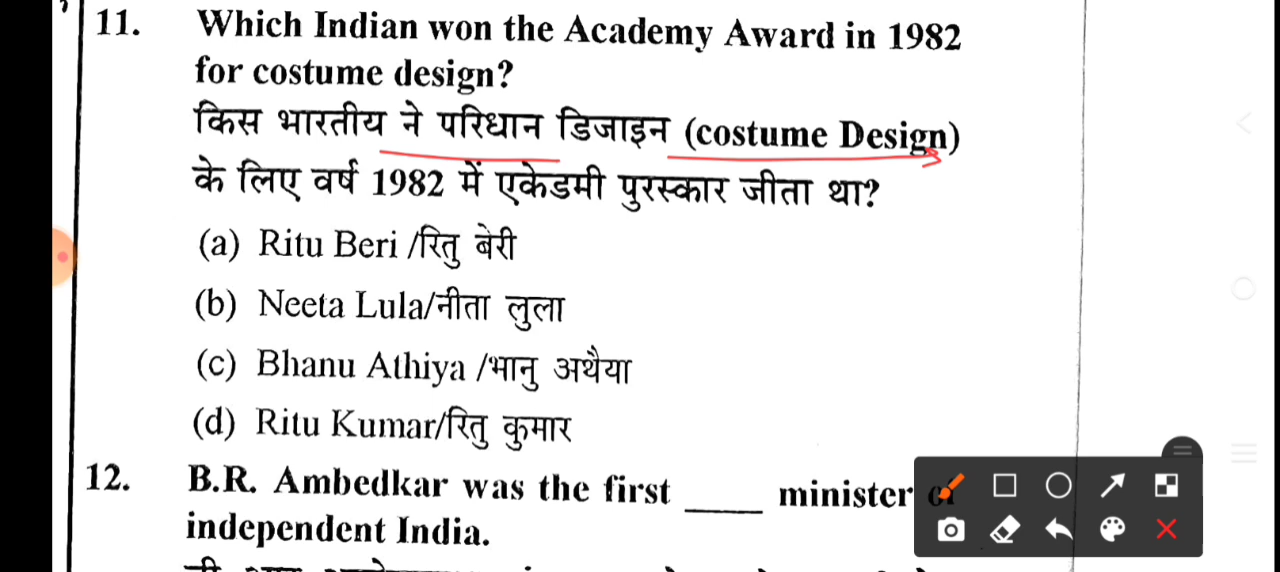 11. Which Indian won the Academy Award in 1982
for costume design?
किस भारतीय ने परिधान डिजाइन (costume Design)
के लिए वर्ष 1982 में एकेडमी पुरस्कार जीता था?
(a) Ritu Beri /रितु बेरी
(b) Neeta Lula/नीता लुला
(c) Bhanu Athiya /भानु अथैया
(d) Ritu Kumar/रितु कुमार
12. B.R. Ambedkar was the first ____ minister of
independent India.